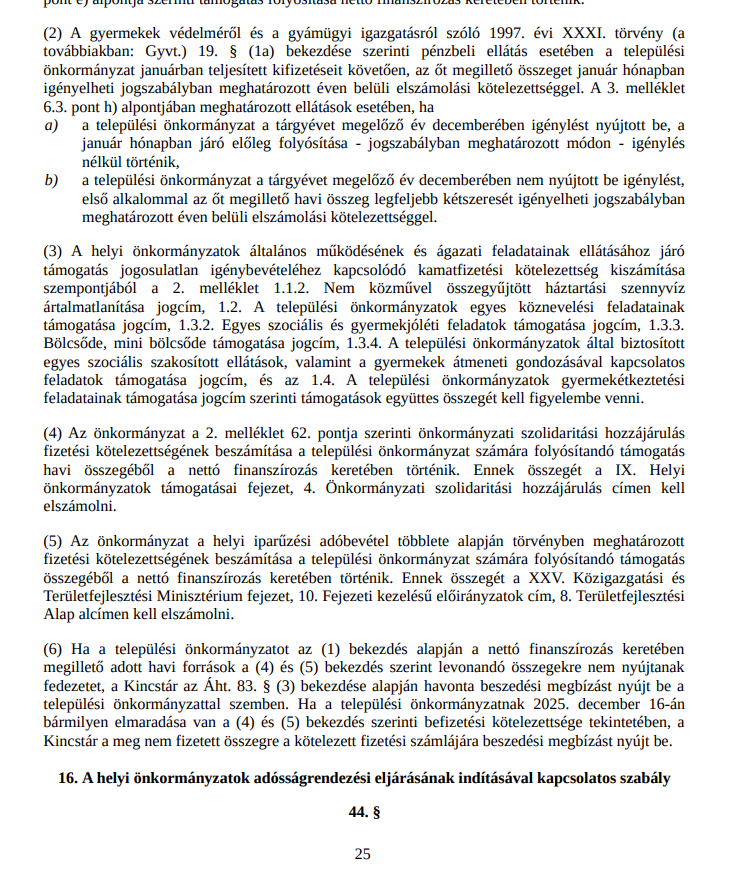 pont e) alpontja szerinti támogatás folyósítása nettó finanszírozás keretében történik.
(2) A gyermekek védelméről és a gyámügyi igazgatásról szóló 1997. évi XXXI. törvény (a
továbbiakban: Gyvt.) 19. § (1a) bekezdése szerinti pénzbeli ellátás esetében a települési
önkormányzat januárban teljesített kifizetéseit követően, az őt megillető összeget január hónapban
igényelheti jogszabályban meghatározott éven belüli elszámolási kötelezettséggel. A 3. melléklet
6.3. pont h) alpontjában meghatározott ellátások esetében, ha
a) a települési önkormányzat a tárgyévet megelőző év decemberében igénylést nyújtott be, a
január hónapban járó előleg folyósítása - jogszabályban meghatározott módon - igénylés
nélkül történik,
b) a települési önkormányzat a tárgyévet megelőző év decemberében nem nyújtott be igénylést,
első alkalommal az őt megillető havi összeg legfeljebb kétszeresét igényelheti jogszabályban
meghatározott éven belüli elszámolási kötelezettséggel.
(3) A helyi önkormányzatok általános működésének és ágazati feladatainak ellátásához járó
támogatás jogosulatlan igénybevételéhez kapcsolódó kamatfizetési kötelezettség kiszámítása
szempontjából a 2. melléklet 1.1.2. Nem közművel összegyűjtött háztartási szennyvíz
ártalmatlanítása jogcím, 1.2. A települési önkormányzatok egyes köznevelési feladatainak
támogatása jogcím, 1.3.2. Egyes szociális és gyermekjóléti feladatok támogatása jogcím, 1.3.3.
Bölcsőde, mini bölcsőde támogatása jogcím, 1.3.4. A települési önkormányzatok által biztosított
egyes szociális szakosított ellátások, valamint a gyermekek átmeneti gondozásával kapcsolatos
feladatok támogatása jogcím, és az 1.4. A települési önkormányzatok gyermekétkeztetési
feladatainak támogatása jogcím szerinti támogatások együttes összegét kell figyelembe venni.
(4) Az önkormányzat a 2. melléklet 62. pontja szerinti önkormányzati szolidaritási hozzájárulás
fizetési kötelezettségének beszámítása a települési önkormányzat számára folyósítandó támogatás
havi összegéből a nettó finanszírozás keretében történik. Ennek összegét a IX. Helyi
önkormányzatok támogatásai fejezet, 4. Önkormányzati szolidaritási hozzájárulás címen kell
elszámolni.
(5) Az önkormányzat a helyi iparűzési adóbevétel többlete alapján törvényben meghatározott
fizetési kötelezettségének beszámítása a települési önkormányzat számára folyósítandó támogatás
összegéből a nettó finanszírozás keretében történik. Ennek összegét a XXV. Közigazgatási és
Területfejlesztési Minisztérium fejezet, 10. Fejezeti kezelésű előirányzatok cím, 8. Területfejlesztési
Alap alcímen kell elszámolni.
(6) Ha a települési önkormányzatot az (1) bekezdés alapján a nettó finanszírozás keretében
megillető adott havi források a (4) és (5) bekezdés szerint levonandó összegekre nem nyújtanak
fedezetet, a Kincstár az Áht. 83. § (3) bekezdése alapján havonta beszedési megbízást nyújt be a
települési önkormányzattal szemben. Ha a települési önkormányzatnak 2025. december 16-án
bármilyen elmaradása van a (4) és (5) bekezdés szerinti befizetési kötelezettsége tekintetében, a
Kincstár a meg nem fizetett összegre a kötelezett fizetési számlájára beszedési megbízást nyújt be.
16. A helyi önkormányzatok adósságrendezési eljárásának indításával kapcsolatos szabály
44. §
25